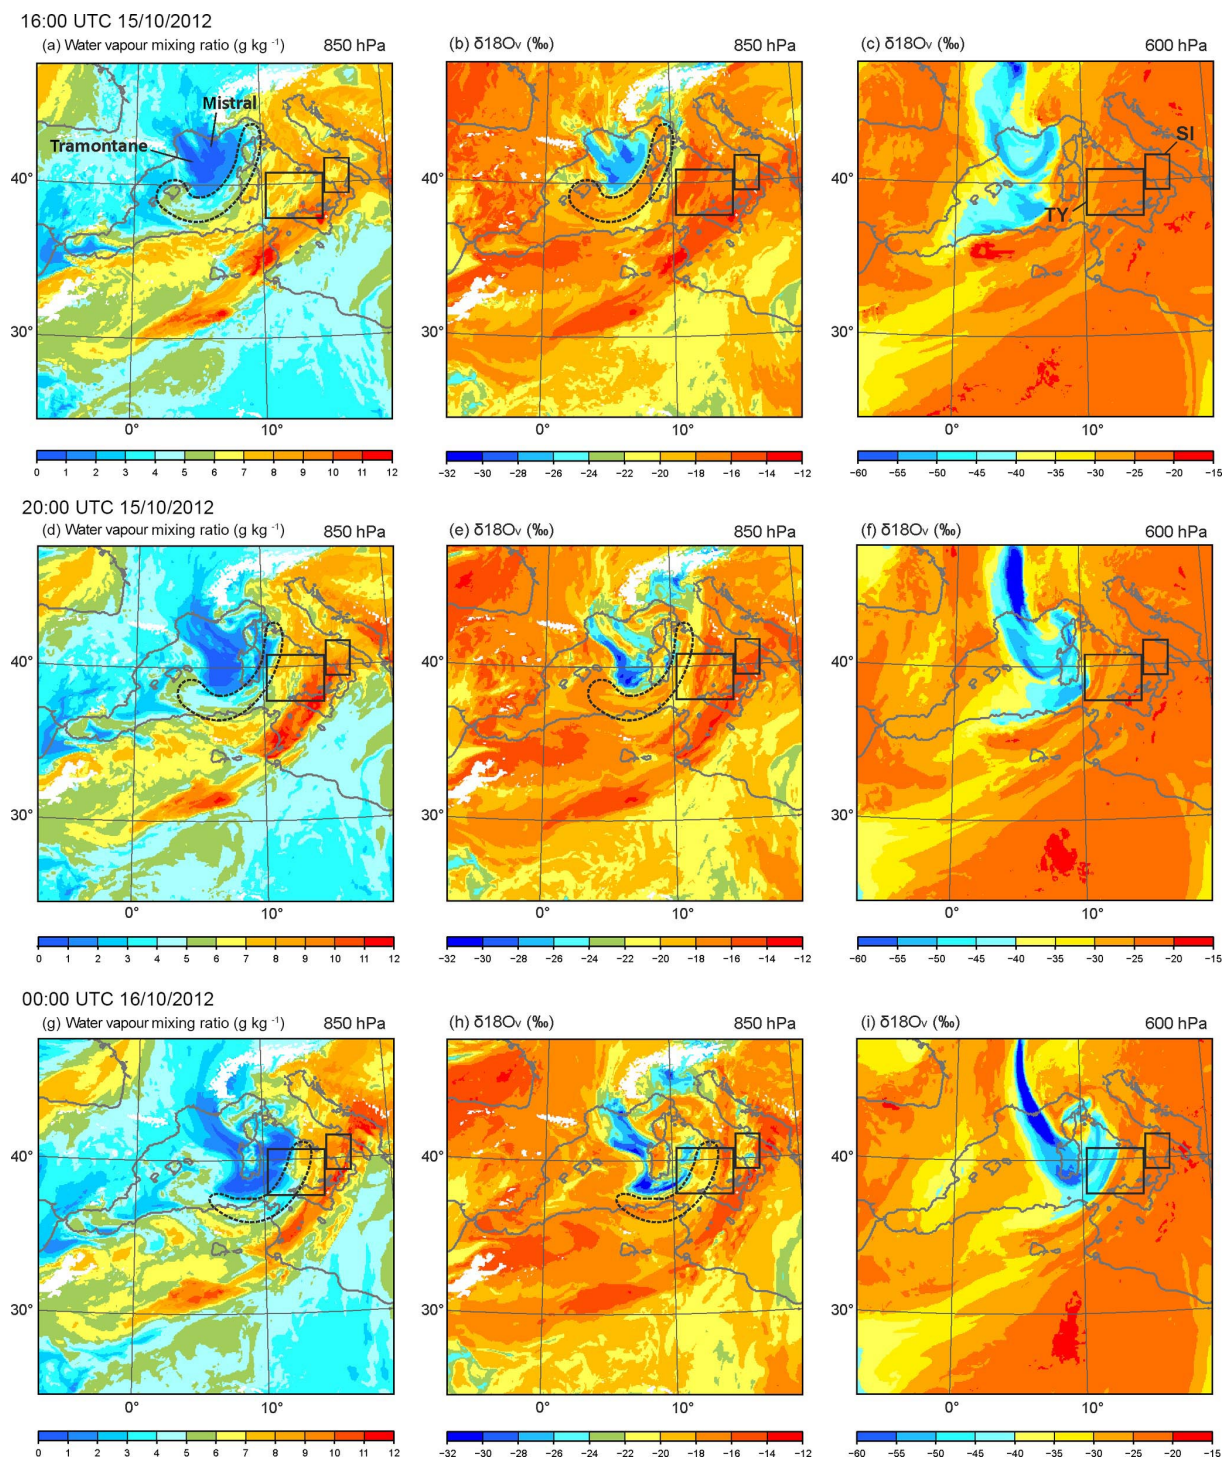 16:00 UTC 15/10/2012
(a) Water vapour mixing ratio (g kg⁻¹) 850 hPa
(b) δ18Ov (‰) 850 hPa
(c) δ18Ov (‰) 600 hPa
Mistral
Tramontane
SI
TY
40°
40°
40°
30°
30°
30°
0° 10°
0° 10°
0° 10°
0 1 2 3 4 5 6 7 8 9 10 11 12
−32 −30 −28 −26 −24 −22 −20 −18 −16 −14 −12
−60 −55 −50 −45 −40 −35 −30 −25 −20 −15
20:00 UTC 15/10/2012
(d) Water vapour mixing ratio (g kg⁻¹) 850 hPa
(e) δ18Ov (‰) 850 hPa
(f) δ18Ov (‰) 600 hPa
40°
40°
40°
30°
30°
30°
0° 10°
0° 10°
0° 10°
0 1 2 3 4 5 6 7 8 9 10 11 12
−32 −30 −28 −26 −24 −22 −20 −18 −16 −14 −12
−60 −55 −50 −45 −40 −35 −30 −25 −20 −15
00:00 UTC 16/10/2012
(g) Water vapour mixing ratio (g kg⁻¹) 850 hPa
(h) δ18Ov (‰) 850 hPa
(i) δ18Ov (‰) 600 hPa
40°
40°
40°
30°
30°
30°
0° 10°
0° 10°
0° 10°
0 1 2 3 4 5 6 7 8 9 10 11 12
−32 −30 −28 −26 −24 −22 −20 −18 −16 −14 −12
−60 −55 −50 −45 −40 −35 −30 −25 −20 −15